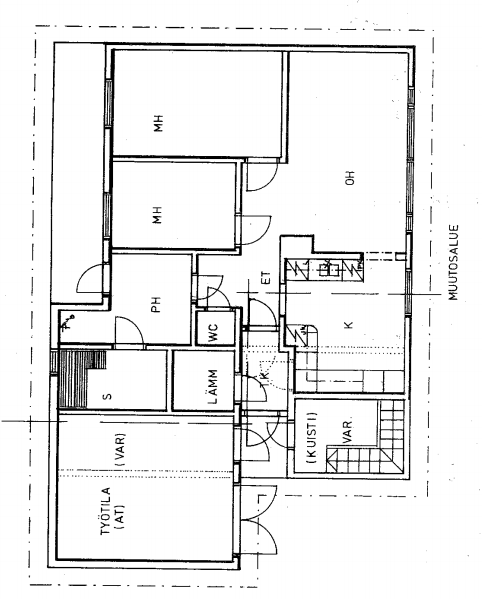 MH
MH
OH
PH
ET
WC
K
K
S
LÄMM
TYÖTILA
(AT)
(VAR)
(KUISTI)
VAR
MUUTOSALUE